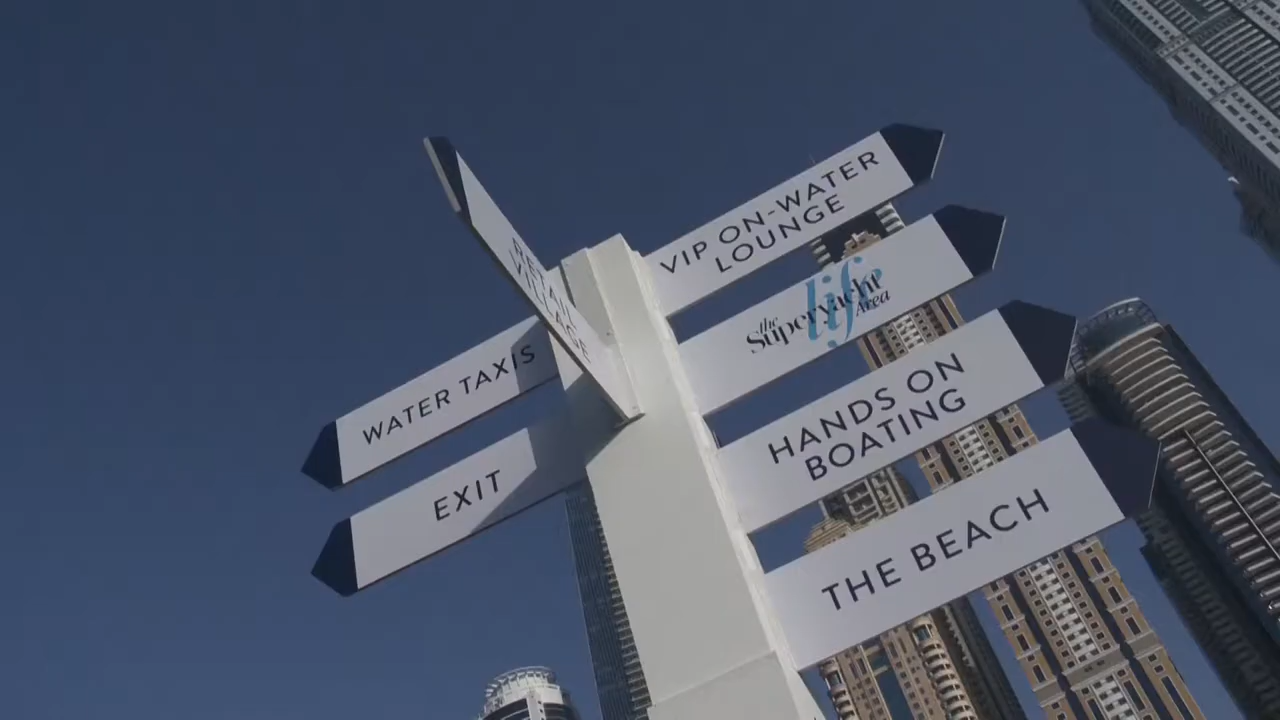 RETAIL
VILLAGE
WATER TAXIS
EXIT
VIP ON-WATER
LOUNGE
the Superyacht
life
Area
HANDS ON
BOATING
THE BEACH